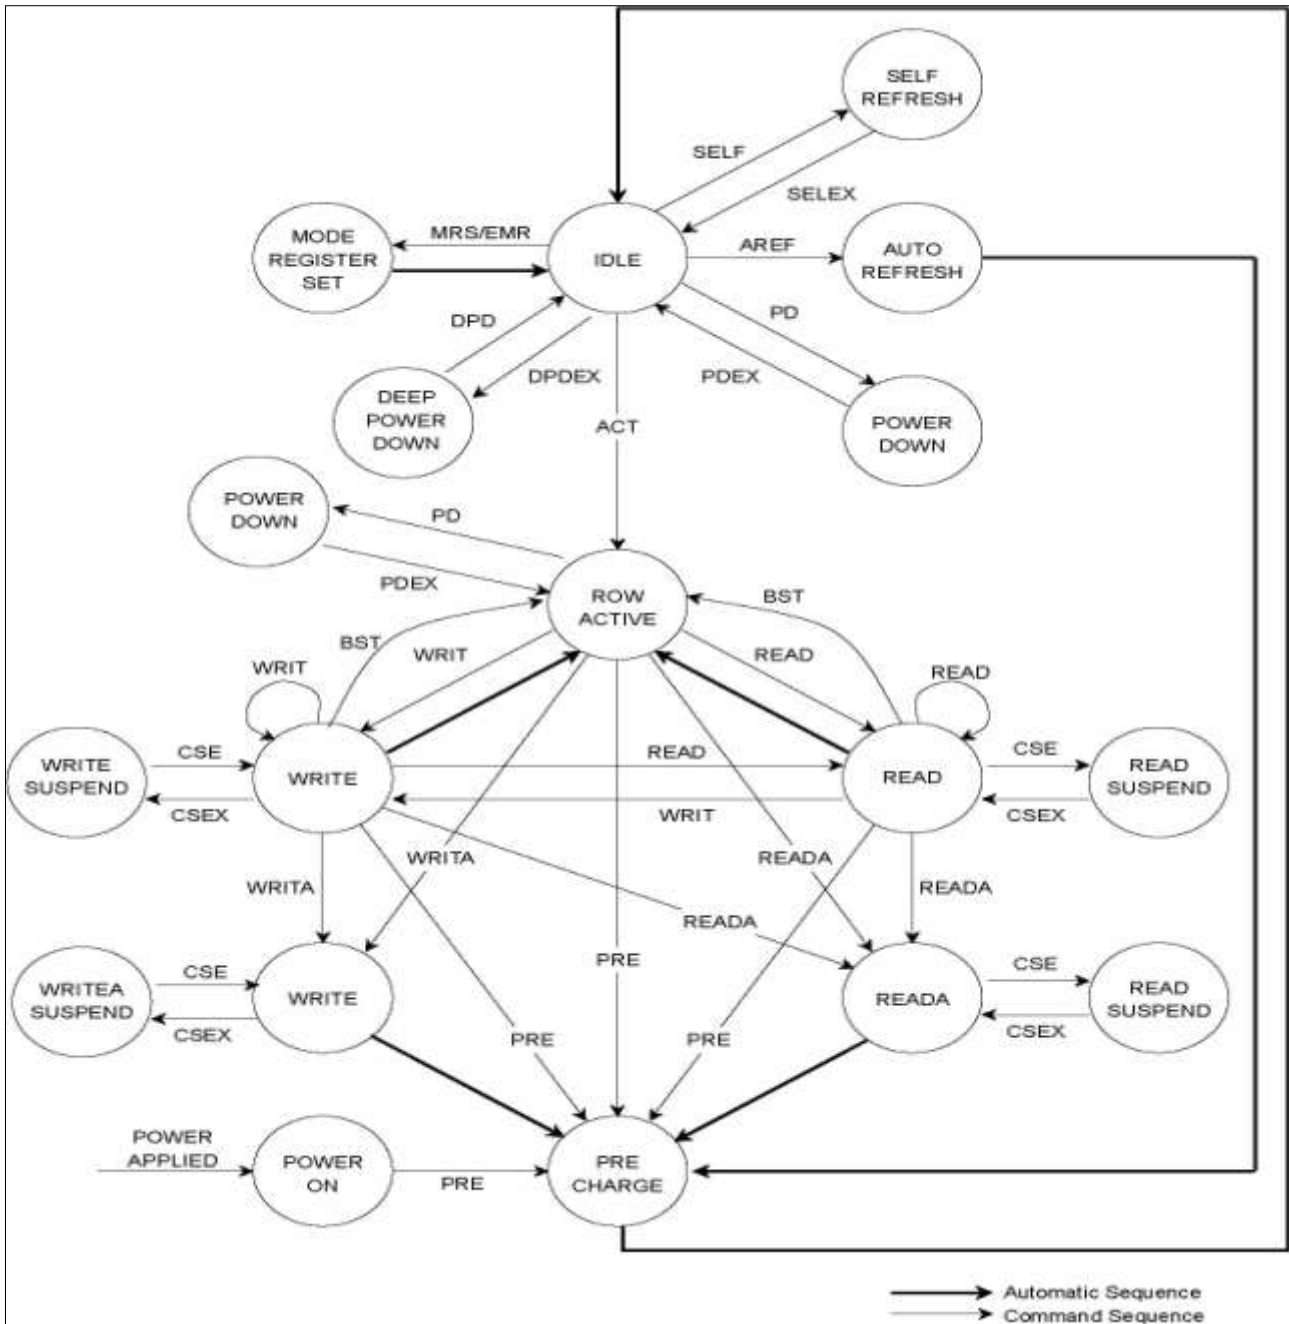 SELF
REFRESH
SELF
SELEX
MODE
REGISTER
SET
MRS/EMR
IDLE
AREF
AUTO
REFRESH
DPD
DPDEX
PD
PDEX
DEEP
POWER
DOWN
ACT
POWER
DOWN
POWER
DOWN
PD
PDEX
ROW
ACTIVE
BST
BST
WRIT
READ
WRIT
READ
WRITE
SUSPEND
CSE
CSEX
WRITE
READ
WRIT
READ
CSE
CSEX
READ
SUSPEND
WRITA
WRITA
READA
READA
READA
WRITEA
SUSPEND
CSE
CSEX
WRITE
PRE
READA
CSE
CSEX
READ
SUSPEND
PRE
PRE
POWER
APPLIED
POWER
ON
PRE
PRE
CHARGE
Automatic Sequence
Command Sequence